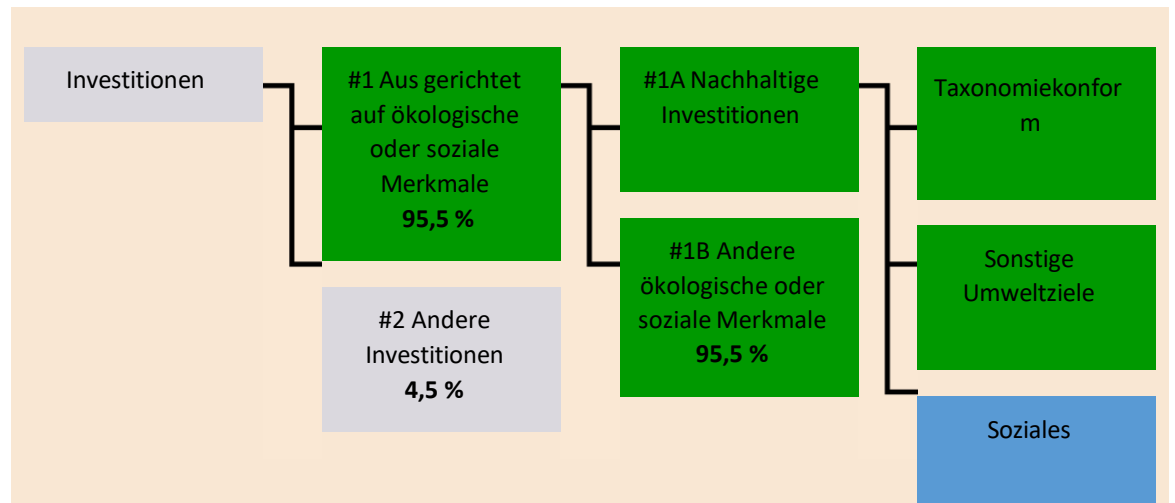 Investitionen
#1 Aus gerichtet
auf ökologische
oder soziale
Merkmale
95,5 %
#2 Andere
Investitionen
4,5 %
#1A Nachhaltige
Investitionen
#1B Andere
ökologische oder
soziale Merkmale
95,5 %
Taxonomiekonfor
m
Sonstige
Umweltziele
Soziales